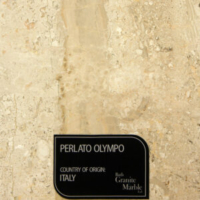 PERLATO OLYMPO
COUNTRY OF ORIGIN
ITALY
Granite
Marble